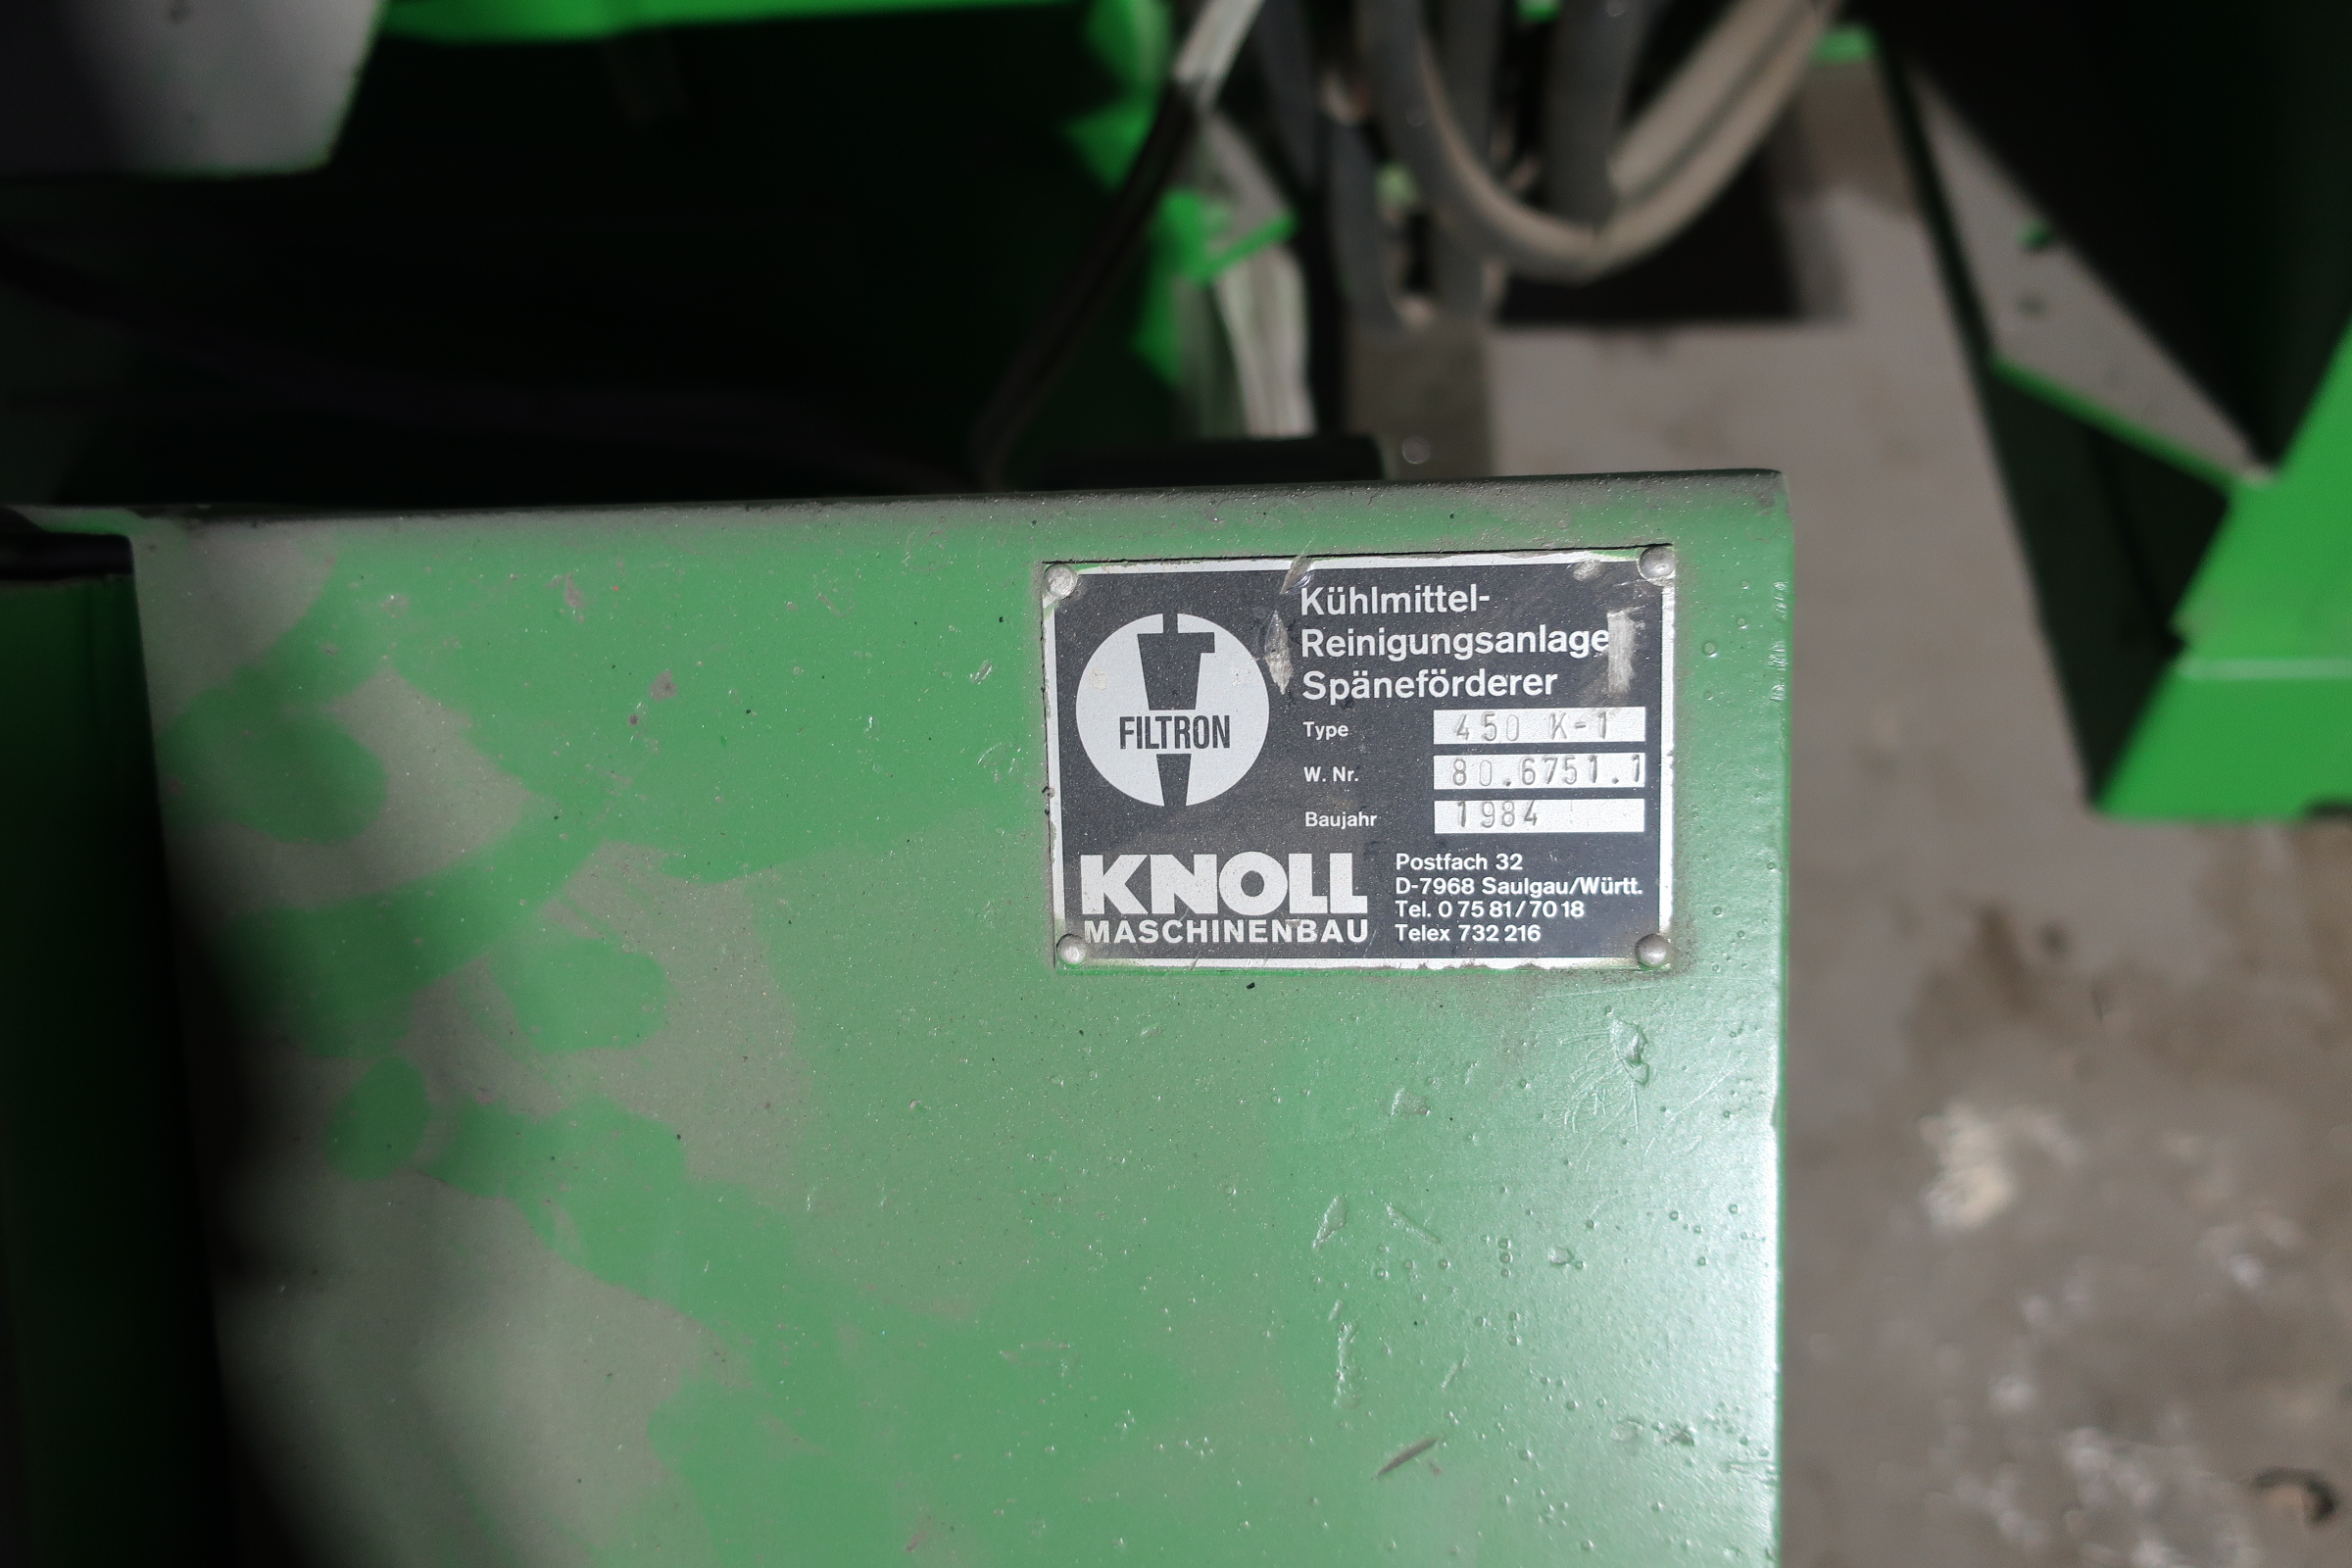 Kühlmittel-
Reinigungsanlage
Späneförderer
FILTRON
Type 450 K-1
W. Nr. 80.6751.1
Baujahr 1984
KNOLL
MASCHINENBAU
Postfach 32
D-7968 Saulgau/Württ.
Tel. 0 75 81/70 18
Telex 732 216